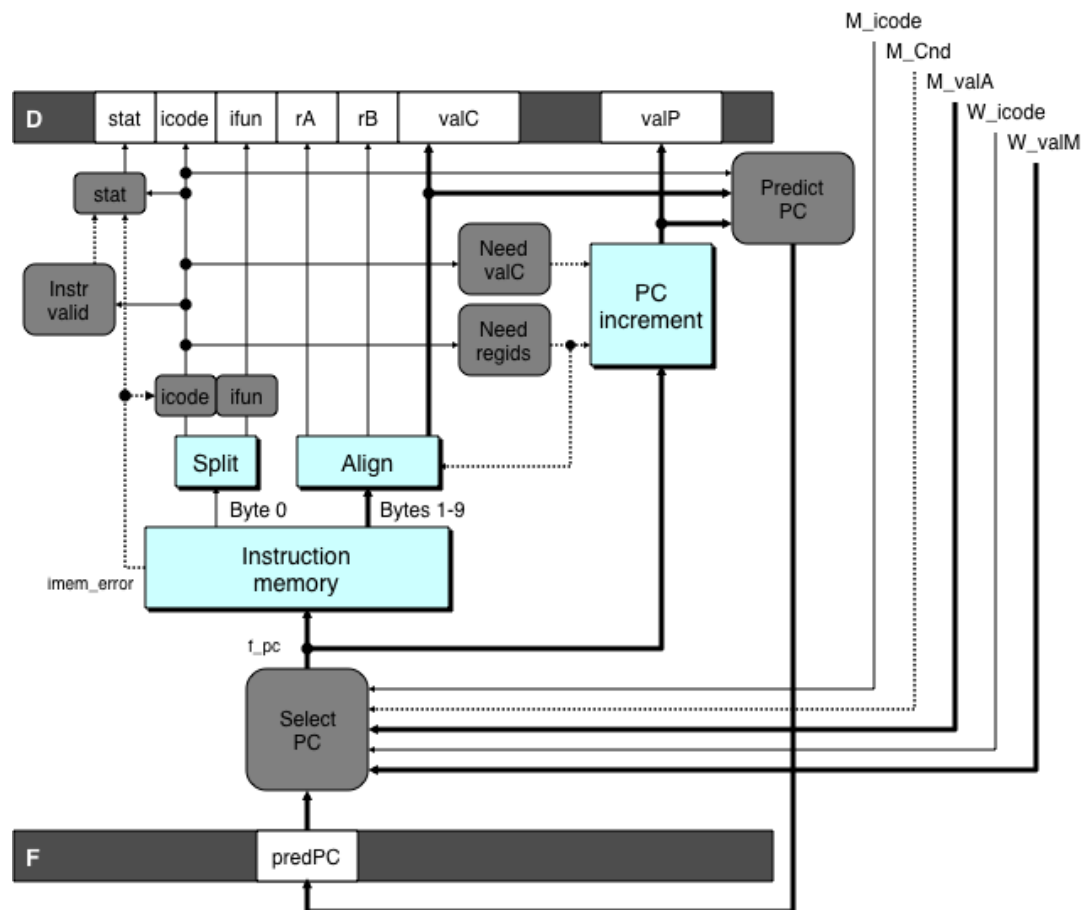 M_icode
M_Cnd
M_valA
W_icode
W_valM
D stat icode ifun rA rB valC valP
stat
Predict
PC
Need
valC
Instr
valid
PC
increment
Need
regids
icode ifun
Split
Align
Byte 0
Bytes 1-9
Instruction
memory
imem_error
f_pc
Select
PC
F predPC